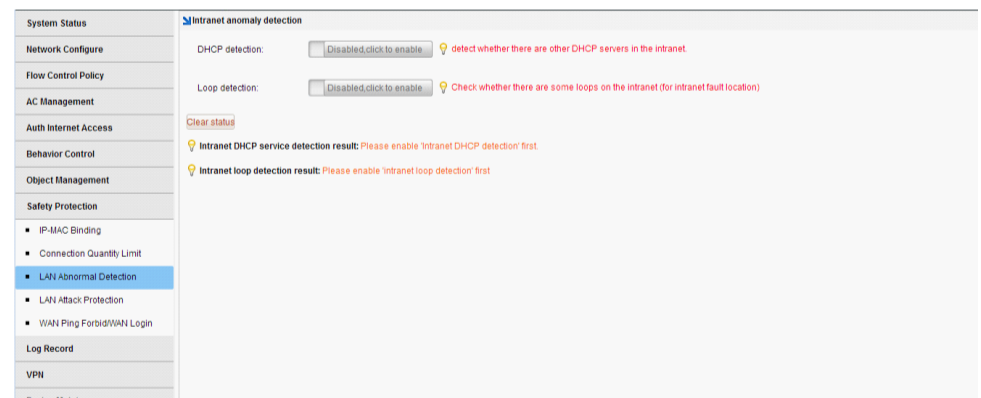 System Status
Network Configure
Flow Control Policy
AC Management
Auth Internet Access
Behavior Control
Object Management
Safety Protection
IP-MAC Binding
Connection Quantity Limit
LAN Abnormal Detection
LAN Attack Protection
WAN Ping Forbid/WAN Login
Log Record
VPN
Intranet anomaly detection
DHCP detection: Disabled,click to enable detect whether there are other DHCP servers in the intranet.
Loop detection: Disabled,click to enable Check whether there are some loops on the intranet (for intranet fault location)
Clear status
Intranet DHCP service detection result: Please enable 'Intranet DHCP detection' first
Intranet loop detection result: Please enable 'intranet loop detection' first